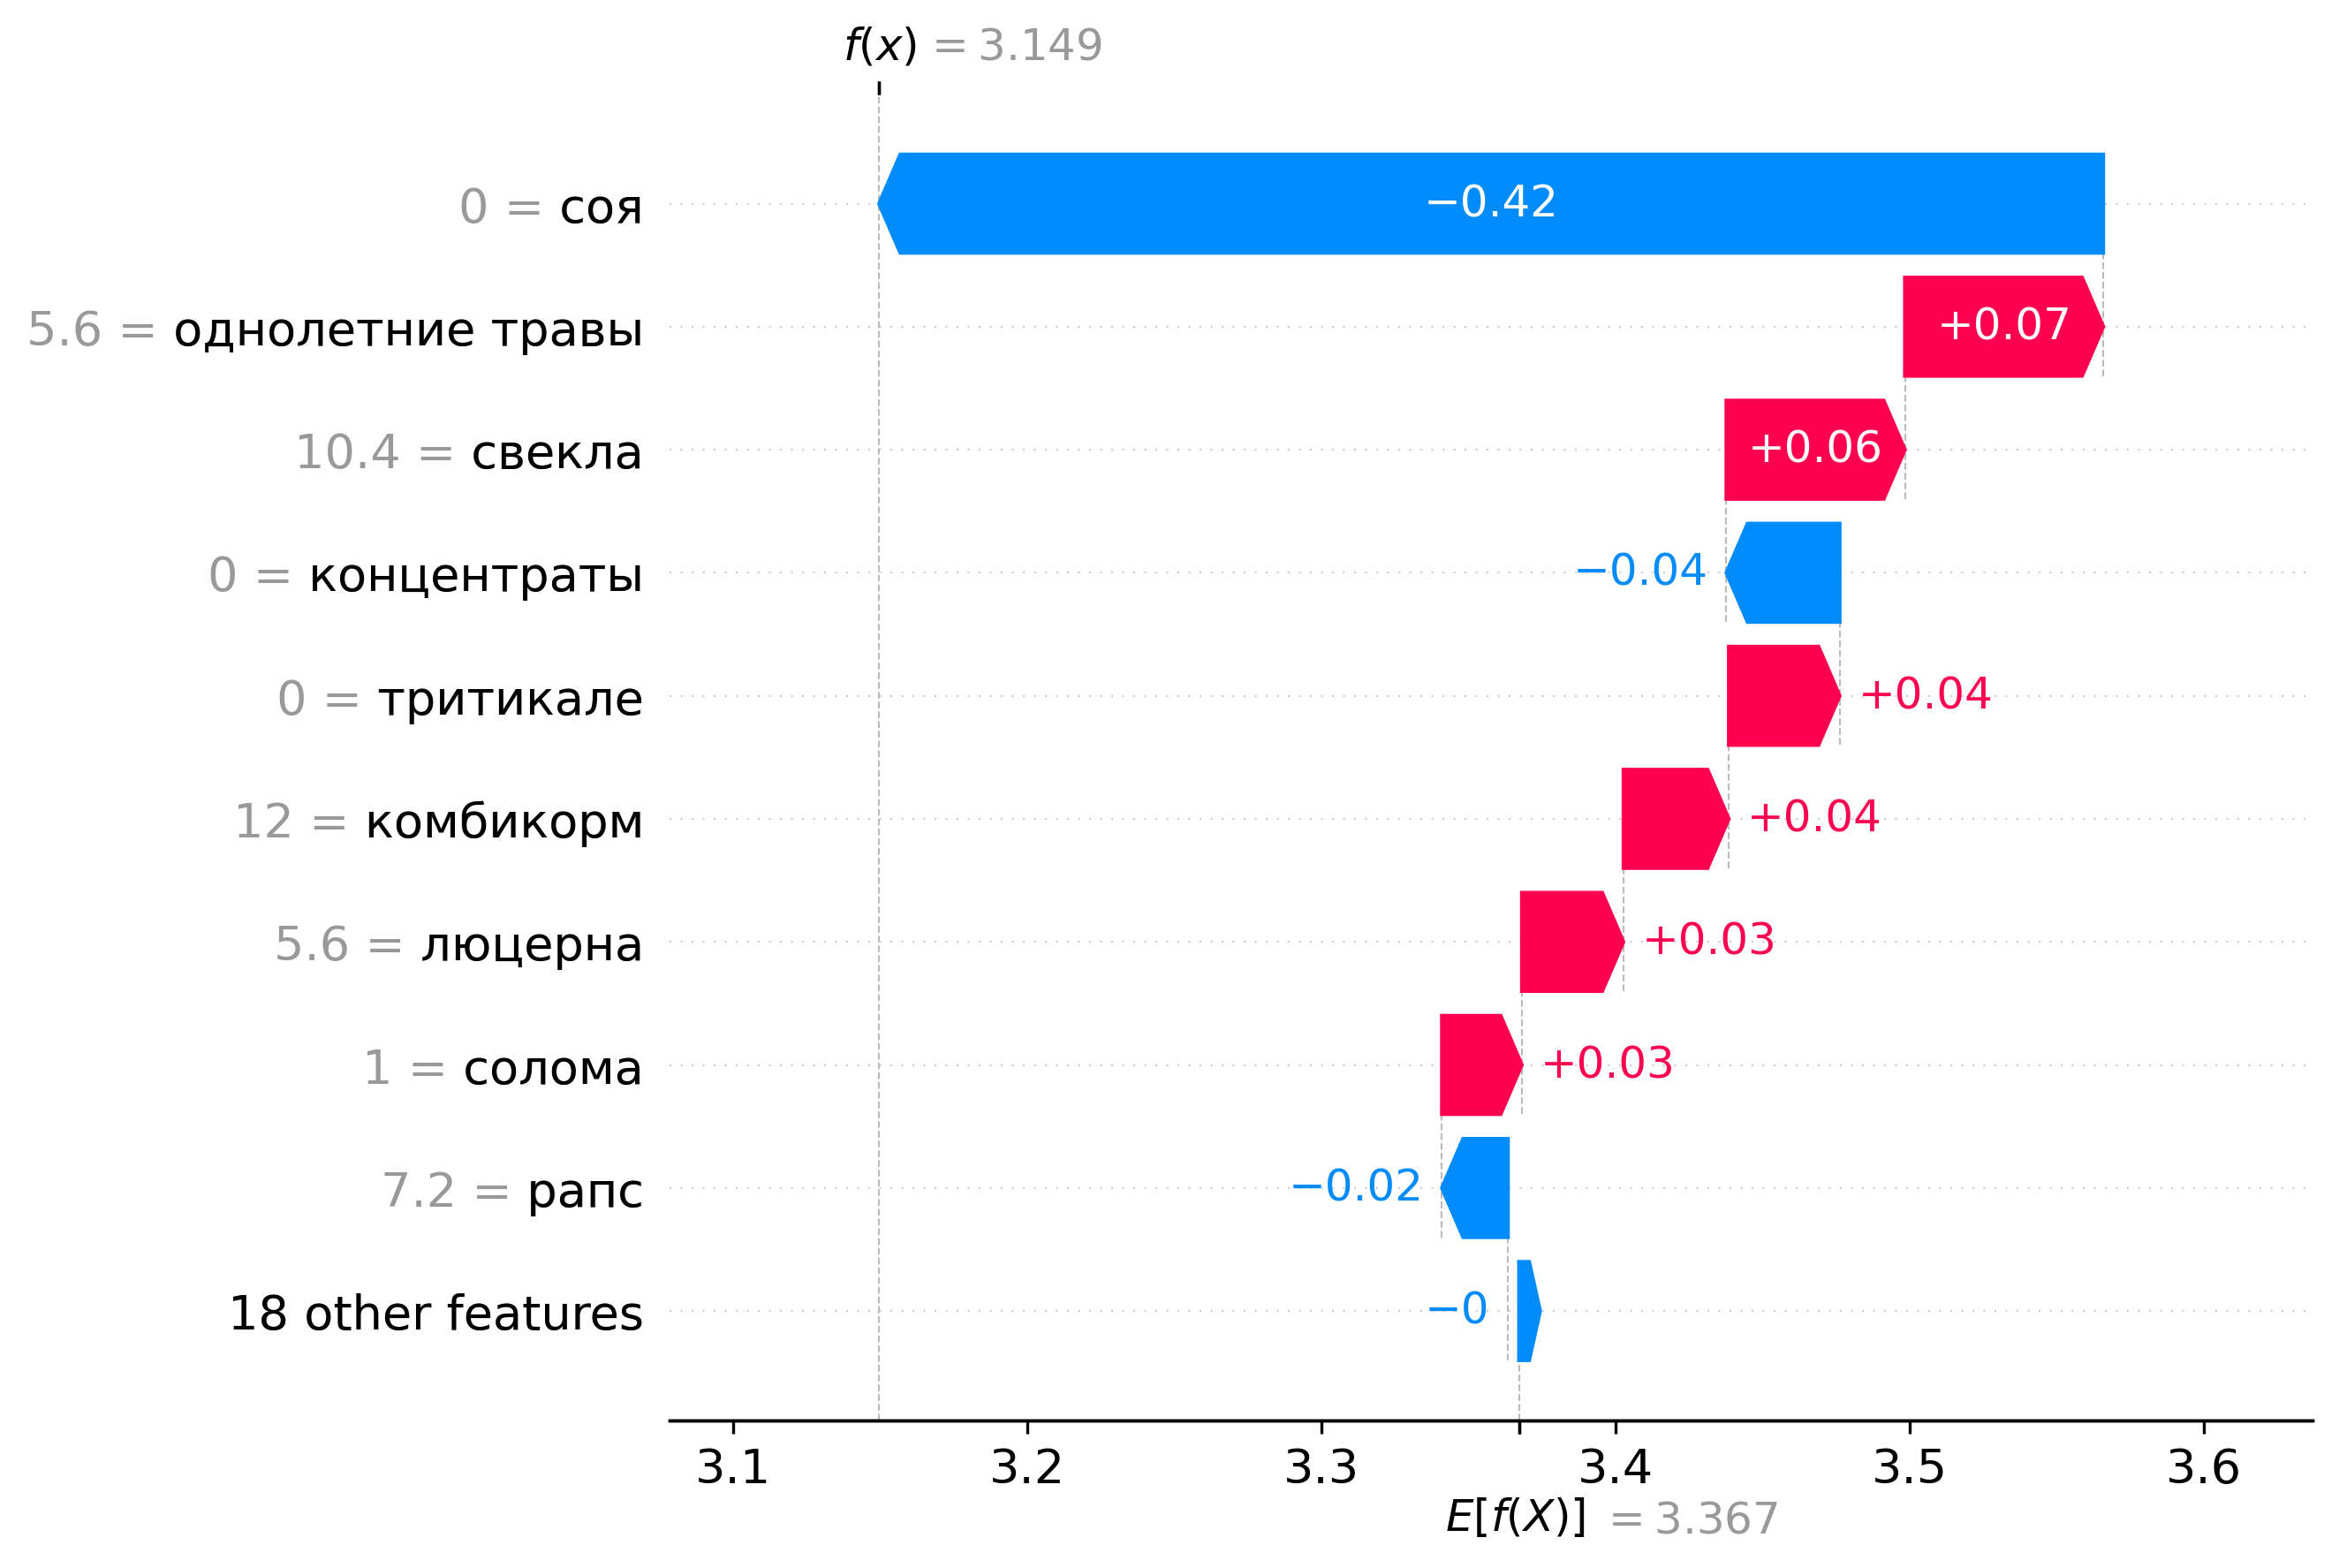 f(x) = 3.149
0 = соя −0.42
5.6 = однолетние травы +0.07
10.4 = свекла +0.06
0 = концентраты −0.04
0 = тритикале +0.04
12 = комбикорм +0.04
5.6 = люцерна +0.03
1 = солома +0.03
7.2 = рапс −0.02
18 other features −0
3.1 3.2 3.3 3.4 3.5 3.6
E[f(X)] = 3.367